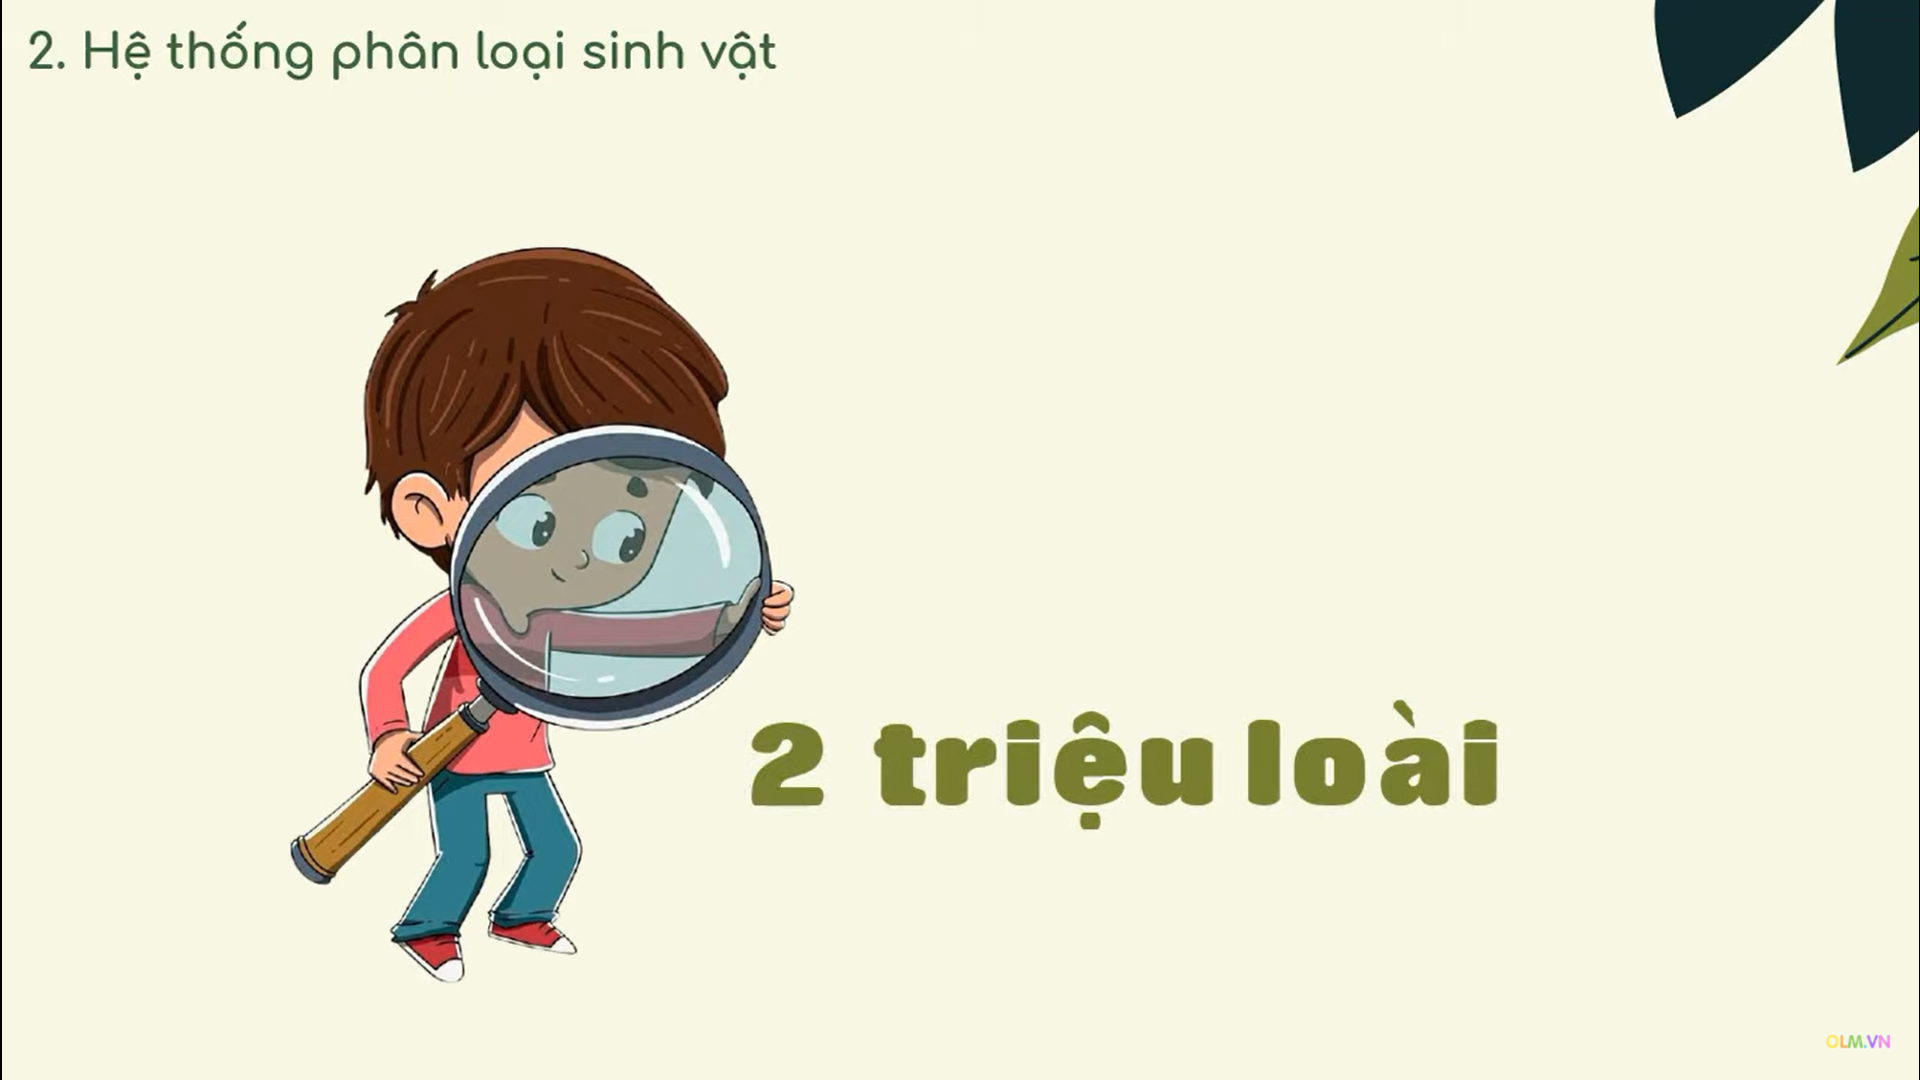 2. Hệ thống phân loại sinh vật
2 triệu loài
OLM.VN